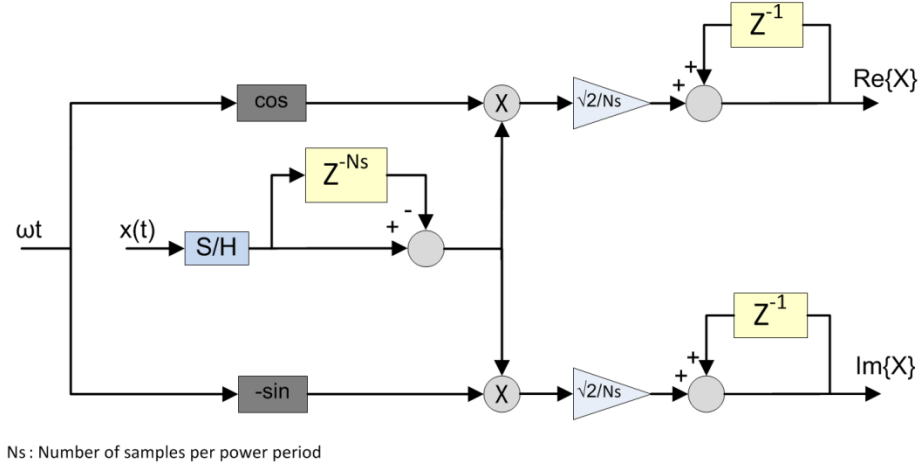 Z⁻¹
+
+
Re{X}
cos
X
√2/Ns
Z⁻ᴺˢ
-
+
ωt
x(t)
S/H
Z⁻¹
+
+
Im{X}
-sin
X
√2/Ns
Ns : Number of samples per power period